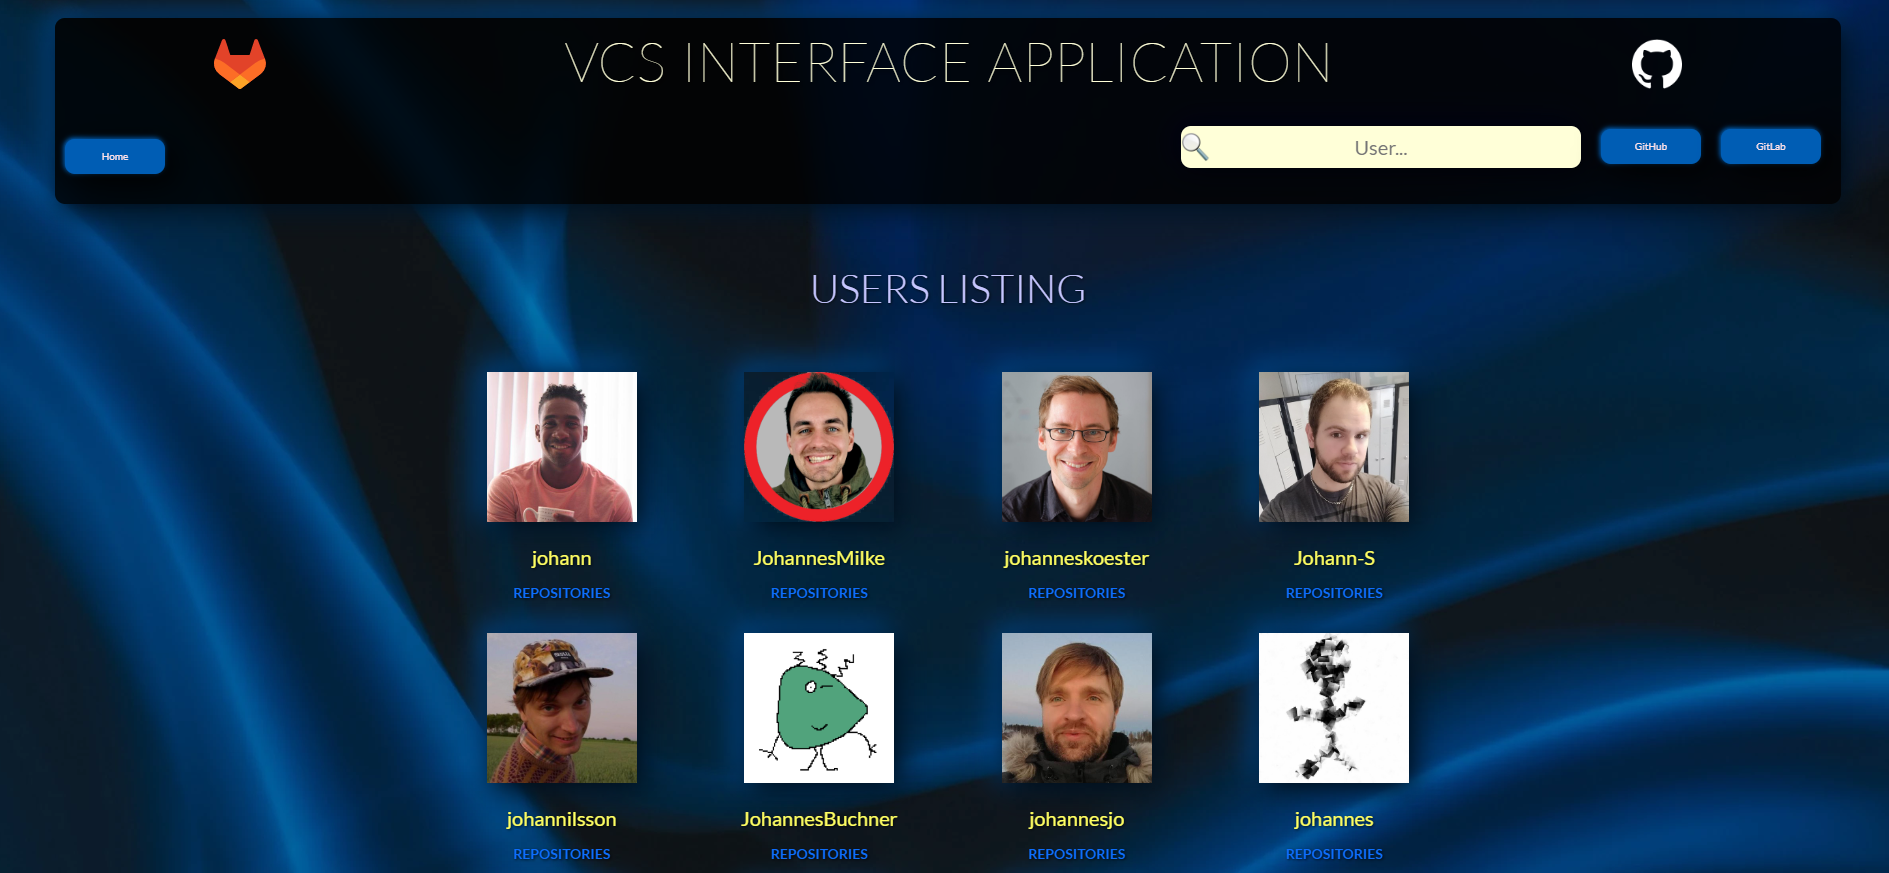 VCS INTERFACE APPLICATION
Home
User...
GitHub
GitLab
USERS LISTING
johann
JohannesMilke
johanneskoester
Johann-S
REPOSITORIES
REPOSITORIES
REPOSITORIES
REPOSITORIES
johannilsson
JohannesBuchner
johannesjo
johannes
REPOSITORIES
REPOSITORIES
REPOSITORIES
REPOSITORIES